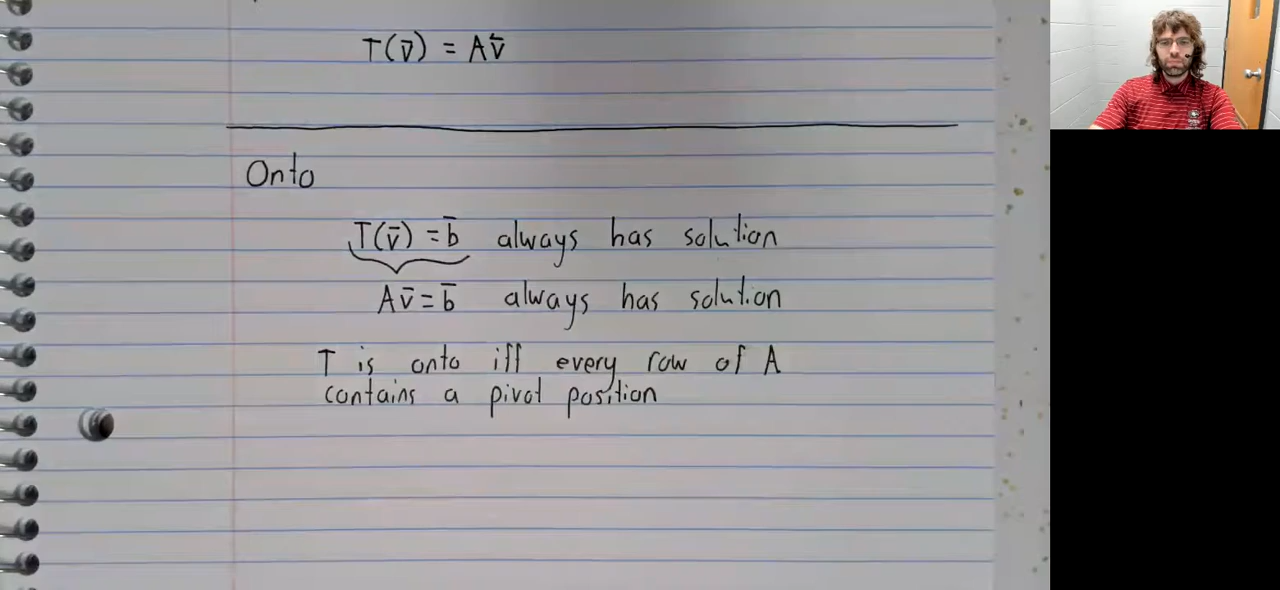 T(v̄) = Av̄
Onto
T(v̄) = b̄ always has solution
Av̄ = b̄ always has solution
T is onto iff every row of A
contains a pivot position